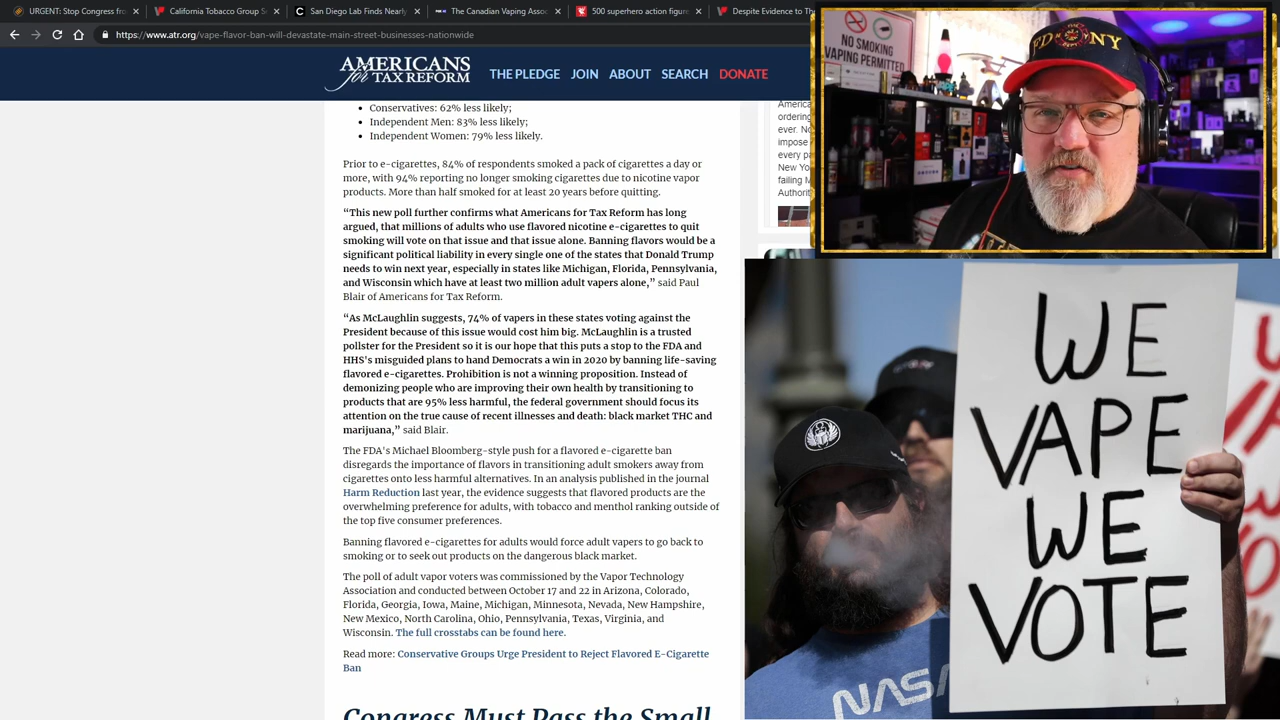 URGENT: Stop Congress fro
California Tobacco Group S
San Diego Lab Finds Nearly
The Canadian Vaping Assoc
500 superhero action figure
Despite Evidence to Th
https://www.atr.org/vape-flavor-ban-will-devastate-main-street-businesses-nationwide
AMERICANS
for TAX REFORM
THE PLEDGE JOIN ABOUT SEARCH DONATE
• Conservatives: 62% less likely;
• Independent Men: 83% less likely;
• Independent Women: 79% less likely.
Prior to e-cigarettes, 84% of respondents smoked a pack of cigarettes a day or
more, with 94% reporting no longer smoking cigarettes due to nicotine vapor
products. More than half smoked for at least 20 years before quitting.
“This new poll further confirms what Americans for Tax Reform has long
argued, that millions of adults who use flavored nicotine e-cigarettes to quit
smoking will vote on that issue and that issue alone. Banning flavors would be a
significant political liability in every single one of the states that Donald Trump
needs to win next year, especially in states like Michigan, Florida, Pennsylvania,
and Wisconsin which have at least two million adult vapers alone,” said Paul
Blair of Americans for Tax Reform.
“As McLaughlin suggests, 74% of vapers in these states voting against the
President because of this issue would cost him big. McLaughlin is a trusted
pollster for the President so it is our hope that this puts a stop to the FDA and
HHS's misguided plans to hand Democrats a win in 2020 by banning life-saving
flavored e-cigarettes. Prohibition is not a winning proposition. Instead of
demonizing people who are improving their own health by transitioning to
products that are 95% less harmful, the federal government should focus its
attention on the true cause of recent illnesses and death: black market THC and
marijuana,” said Blair.
The FDA's Michael Bloomberg-style push for a flavored e-cigarette ban
disregards the importance of flavors in transitioning adult smokers away from
cigarettes onto less harmful alternatives. In an analysis published in the journal
Harm Reduction last year, the evidence suggests that flavored products are the
overwhelming preference for adults, with tobacco and menthol ranking outside of
the top five consumer preferences.
Banning flavored e-cigarettes for adults would force adult vapers to go back to
smoking or to seek out products on the dangerous black market.
The poll of adult vapor voters was commissioned by the Vapor Technology
Association and conducted between October 17 and 22 in Arizona, Colorado,
Florida, Georgia, Iowa, Maine, Michigan, Minnesota, Nevada, New Hampshire,
New Mexico, North Carolina, Ohio, Pennsylvania, Texas, Virginia, and
Wisconsin. The full crosstabs can be found here.
Read more: Conservative Groups Urge President to Reject Flavored E-Cigarette
Ban
Congress Must Pass the Small
America
ordering
ever. No
impose
every pa
New Yo
failing M
Authorit
NO SMOKING
VAPING PERMITTED
FD NY
WE
VAPE
WE
VOTE
NASA